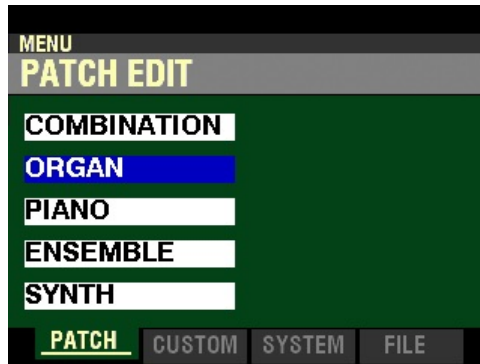 MENU
PATCH EDIT
COMBINATION
ORGAN
PIANO
ENSEMBLE
SYNTH
PATCH CUSTOM SYSTEM FILE